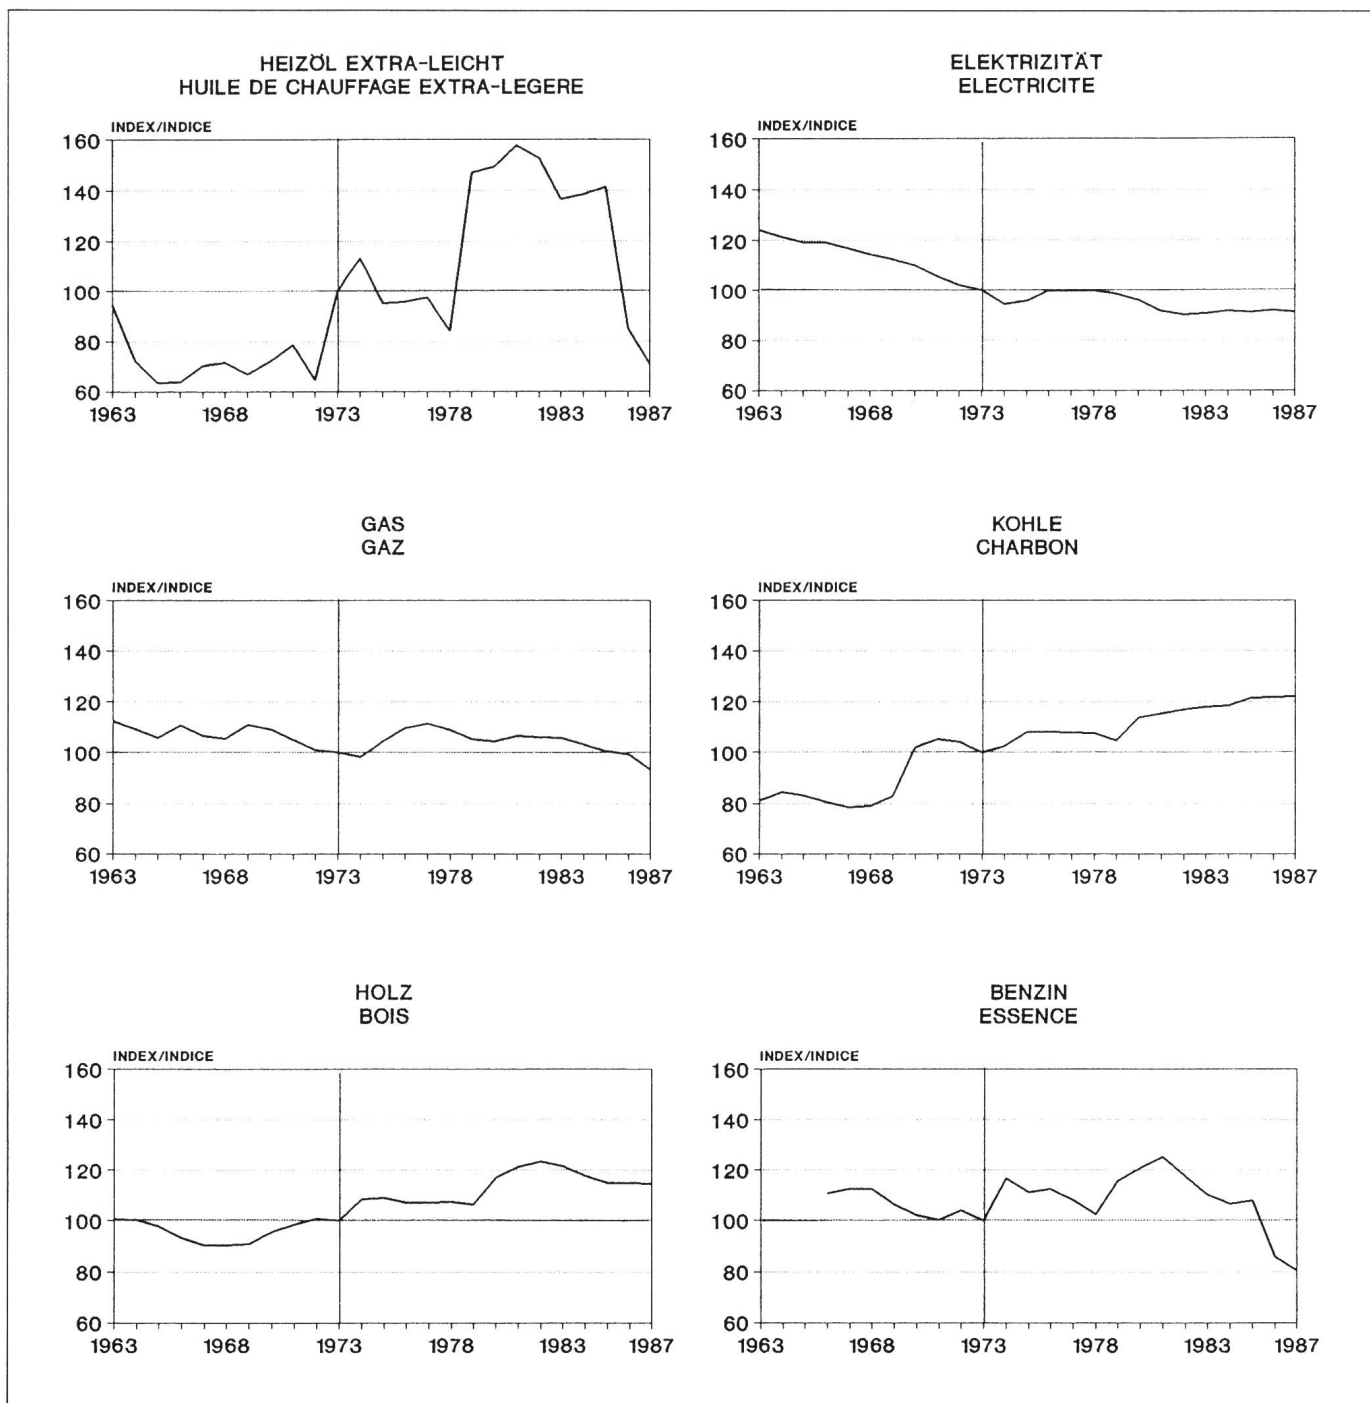 HEIZÖL EXTRA-LEICHT
HUILE DE CHAUFFAGE EXTRA-LEGERE
INDEX/INDICE
160
140
120
100
80
60
1963 1968 1973 1978 1983 1987
ELEKTRIZITÄT
ELECTRICITE
INDEX/INDICE
160
140
120
100
80
60
1963 1968 1973 1978 1983 1987
GAS
GAZ
INDEX/INDICE
160
140
120
100
80
60
1963 1968 1973 1978 1983 1987
KOHLE
CHARBON
INDEX/INDICE
160
140
120
100
80
60
1963 1968 1973 1978 1983 1987
HOLZ
BOIS
INDEX/INDICE
160
140
120
100
80
60
1963 1968 1973 1978 1983 1987
BENZIN
ESSENCE
INDEX/INDICE
160
140
120
100
80
60
1963 1968 1973 1978 1983 1987